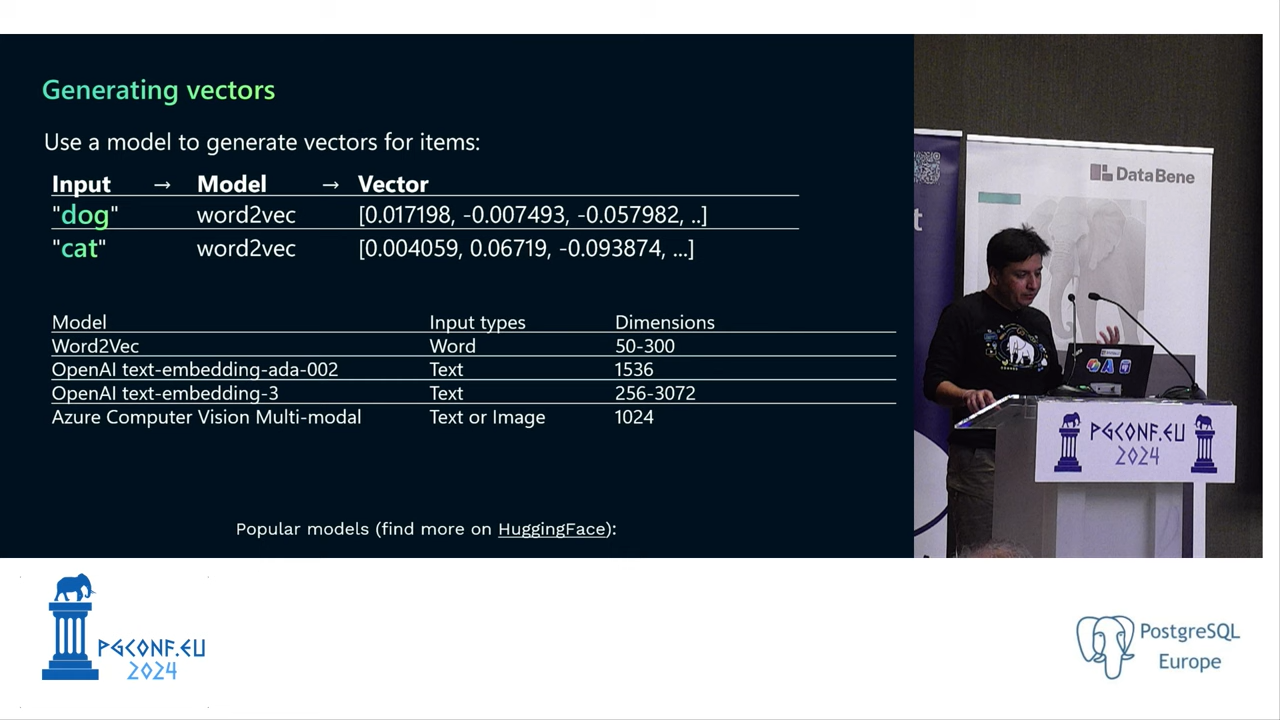 Generating vectors
Use a model to generate vectors for items:
Input → Model → Vector
"dog" word2vec [0.017198, -0.007493, -0.057982, ..]
"cat" word2vec [0.004059, 0.06719, -0.093874, ...]
Model Input types Dimensions
Word2Vec Word 50-300
OpenAI text-embedding-ada-002 Text 1536
OpenAI text-embedding-3 Text 256-3072
Azure Computer Vision Multi-modal Text or Image 1024
Popular models (find more on HuggingFace):
DataBene
PGCONF.EU
2024
PGCONF.EU
2024
PostgreSQL
Europe